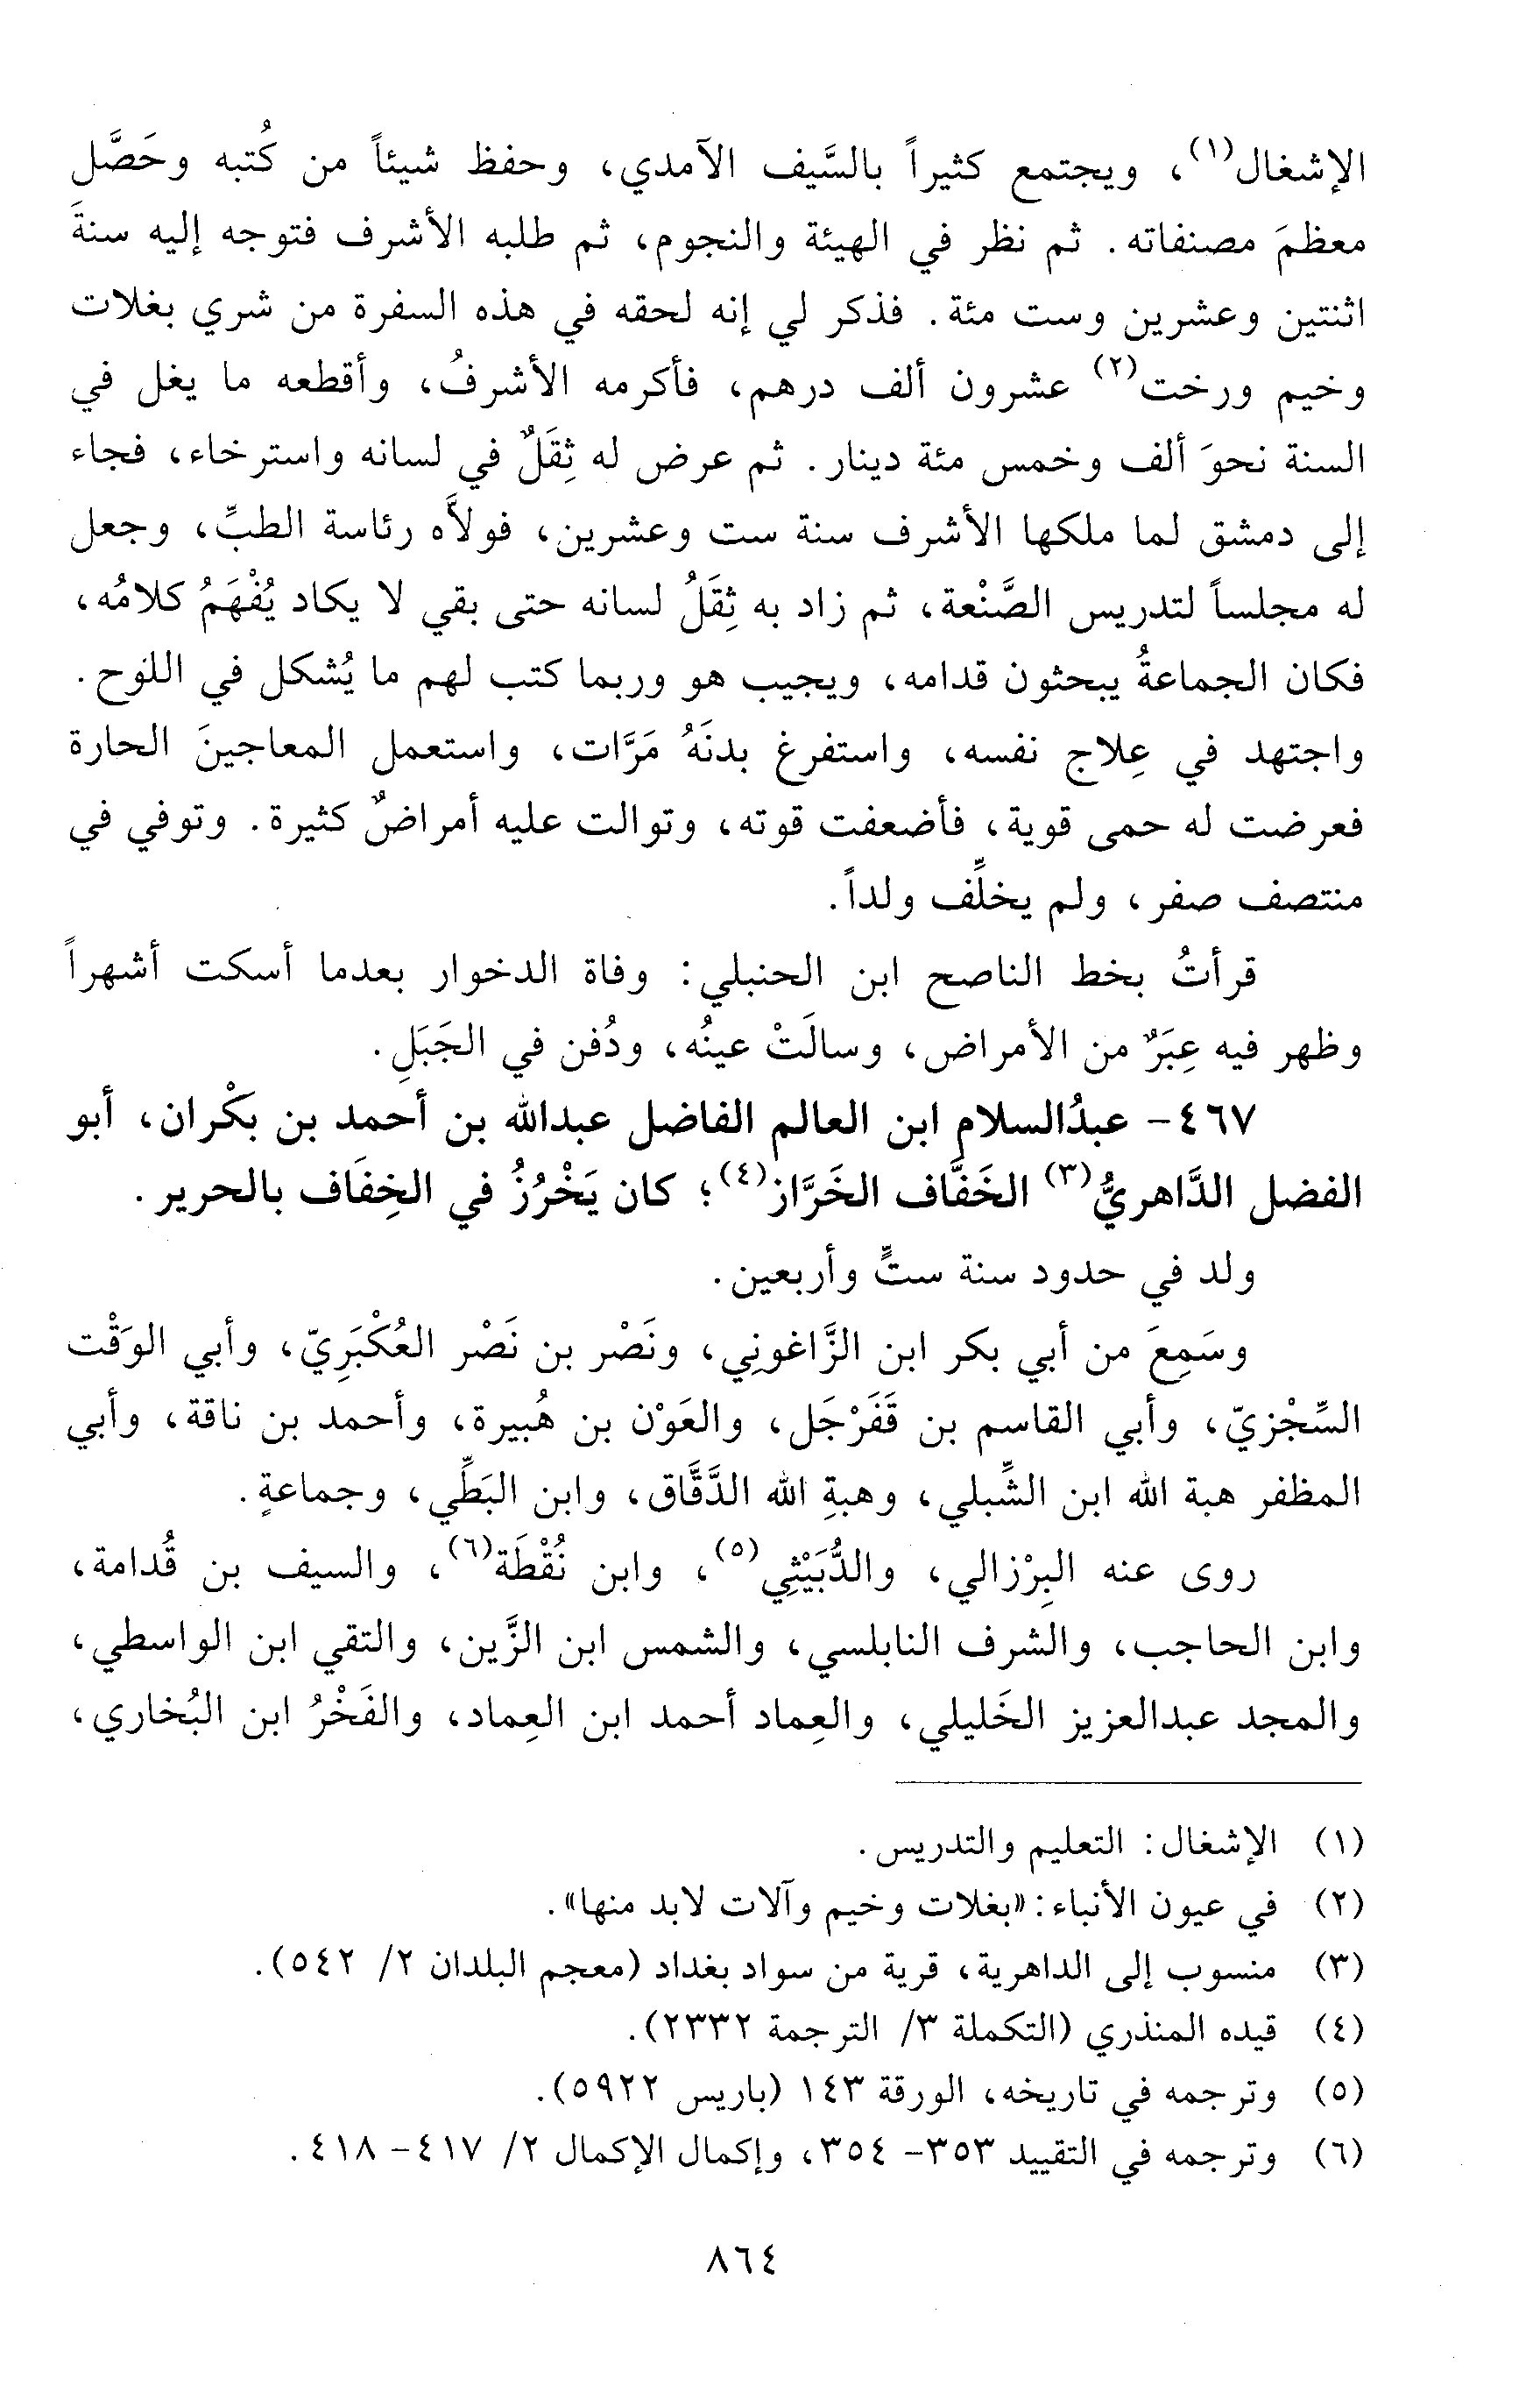 الإشغال(١)، ويجتمع كثيراً بالسَّيف الآمدي، وحفظ شيئاً من كُتبه وحَصَّل
معظمَ مصنفاته. ثم نظر في الهيئة والنجوم، ثم طلبه الأشرف فتوجه إليه سنةَ
اثنتين وعشرين وست مئة. فذكر لي إنه لحقه في هذه السفرة من شري بغلات
وخيم ورخت(٢) عشرون ألف درهم، فأكرمه الأشرفُ، وأقطعه ما يغل في
السنة نحوَ ألف وخمس مئة دينار. ثم عرض له ثِقَلٌ في لسانه واسترخاء، فجاء
إلى دمشق لما ملكها الأشرف سنة ست وعشرين، فولاَّه رئاسة الطبِّ، وجعل
له مجلساً لتدريس الصَّنْعة، ثم زاد به ثِقَلُ لسانه حتى بقي لا يكاد يُفْهَمُ كلامُه،
فكان الجماعةُ يبحثون قدامه، ويجيب هو وربما كتب لهم ما يُشكل في اللوح.
واجتهد في عِلاج نفسه، واستفرغ بدنَهُ مَرَّات، واستعمل المعاجينَ الحارة
فعرضت له حمى قوية، فأضعفت قوته، وتوالت عليه أمراضٌ كثيرة. وتوفي في
منتصف صفر، ولم يخلِّف ولداً.
قرأتُ بخط الناصح ابن الحنبلي: وفاة الدخوار بعدما أسكت أشهراً
وظهر فيه عِبَرٌ من الأمراض، وسالَتْ عينُه، ودُفن في الجَبَلِ.
٤٦٧- عبدُالسلام ابن العالم الفاضل عبدالله بن أحمد بن بكْران، أبو
الفضل الدَّاهريُّ(٣) الخَفَّاف الخَرَّاز(٤)؛ كان يَخْرُزُ في الخِفَاف بالحرير.
ولد في حدود سنة ستٍّ وأربعين.
وسَمِعَ من أبي بكر ابن الزَّاغونِي، ونَصْر بن نَصْر العُكْبَرِيّ، وأبي الوَقْت
السِّجْزيّ، وأبي القاسم بن قَفَرْجَل، والعَوْن بن هُبيرة، وأحمد بن ناقة، وأبي
المظفر هبة الله ابن الشِّبلي، وهبةِ الله الدَّقَّاق، وابن البَطِّي، وجماعةٍ.
روى عنه البِرْزالي، والدُّبَيْثِي(٥)، وابن نُقْطَة(٦)، والسيف بن قُدامة،
وابن الحاجب، والشرف النابلسي، والشمس ابن الزَّين، والتقي ابن الواسطي،
والمجد عبدالعزيز الخَليلي، والعِماد أحمد ابن العِماد، والفَخْرُ ابن البُخاري،
(١) الإشغال: التعليم والتدريس.
(٢) في عيون الأنباء: «بغلات وخيم وآلات لابد منها».
(٣) منسوب إلى الداهرية، قرية من سواد بغداد (معجم البلدان ٢/ ٥٤٢).
(٤) قيده المنذري (التكملة ٣/ الترجمة ٢٣٣٢).
(٥) وترجمه في تاريخه، الورقة ١٤٣ (باريس ٥٩٢٢).
(٦) وترجمه في التقييد ٣٥٣- ٣٥٤، وإكمال الإكمال ٢/ ٤١٧- ٤١٨.
٨٦٤